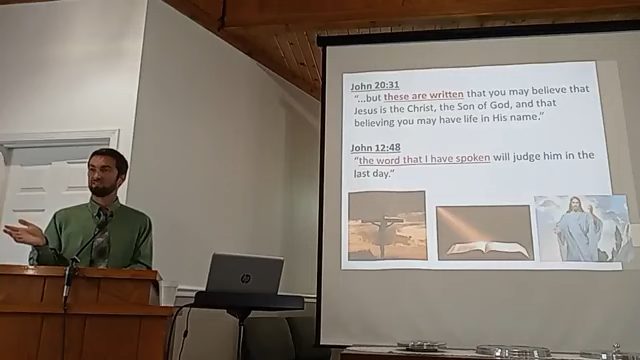 John 20:31
“...but these are written that you may believe that
Jesus is the Christ, the Son of God, and that
believing you may have life in His name.”
John 12:48
“the word that I have spoken will judge him in the
last day.”
hp